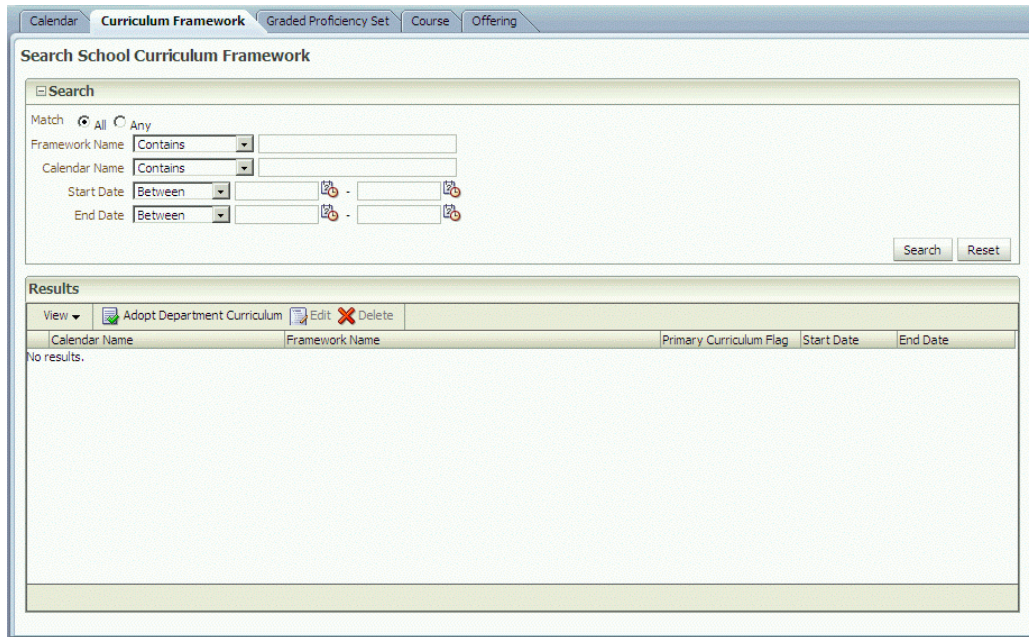 Calendar Curriculum Framework Graded Proficiency Set Course Offering
Search School Curriculum Framework
Search
Match All Any
Framework Name Contains
Calendar Name Contains
Start Date Between -
End Date Between -
Search Reset
Results
View Adopt Department Curriculum Edit Delete
Calendar Name Framework Name Primary Curriculum Flag Start Date End Date
No results.